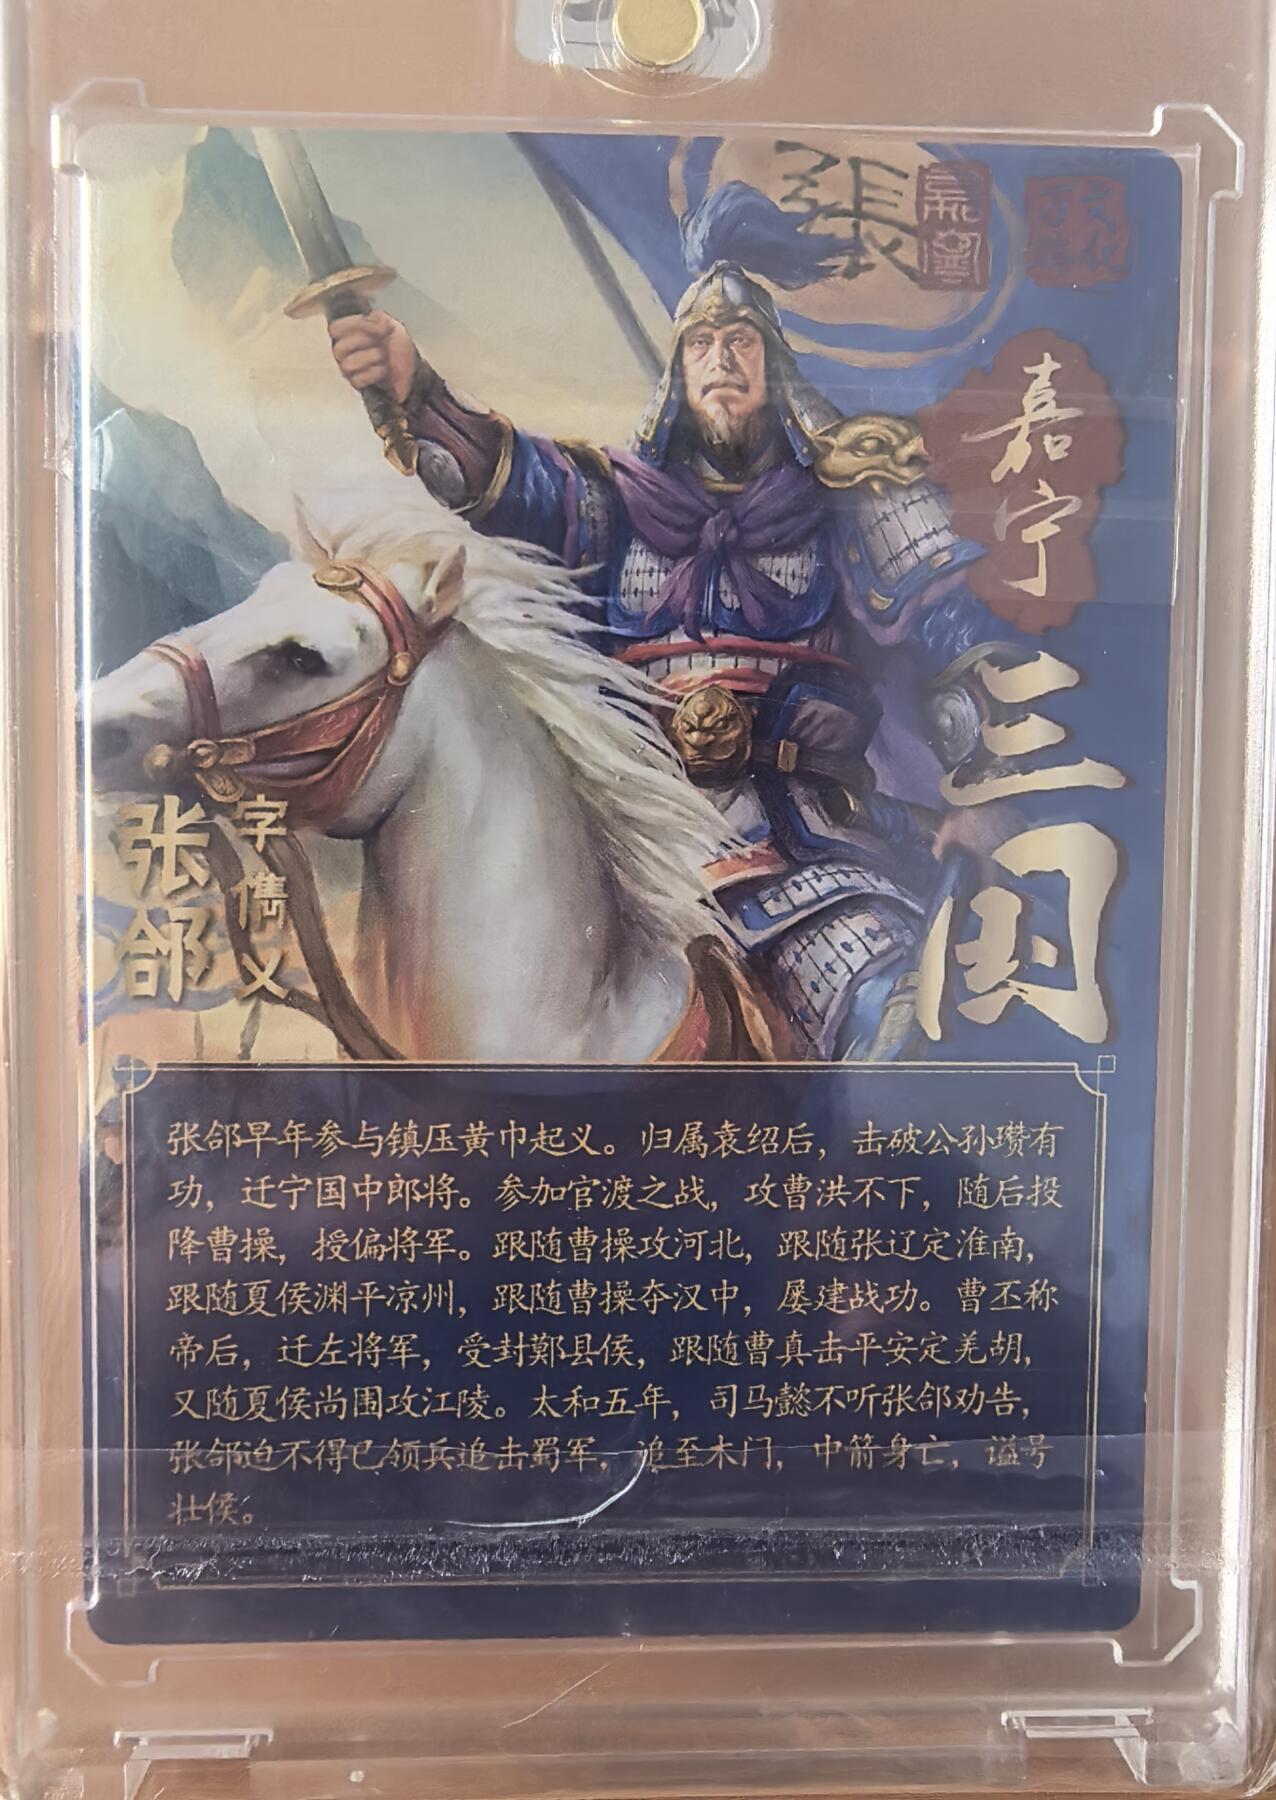 張
嘉宁
三国
张郃
字儁乂
张郃早年参与镇压黄巾起义。归属袁绍后，击破公孙瓒有
功，迁宁国中郎将。参加官渡之战，攻曹洪不下，随后投
降曹操，授偏将军。跟随曹操攻河北，跟随张辽定淮南，
跟随夏侯渊平凉州，跟随曹操夺汉中，屡建战功。曹丕称
帝后，迁左将军，受封鄚县侯，跟随曹真击平安定羌胡，
又随夏侯尚围攻江陵。太和五年，司马懿不听张郃劝告，
张郃迫不得已领兵追击蜀军，追至木门，中箭身亡，谥号
壮侯。